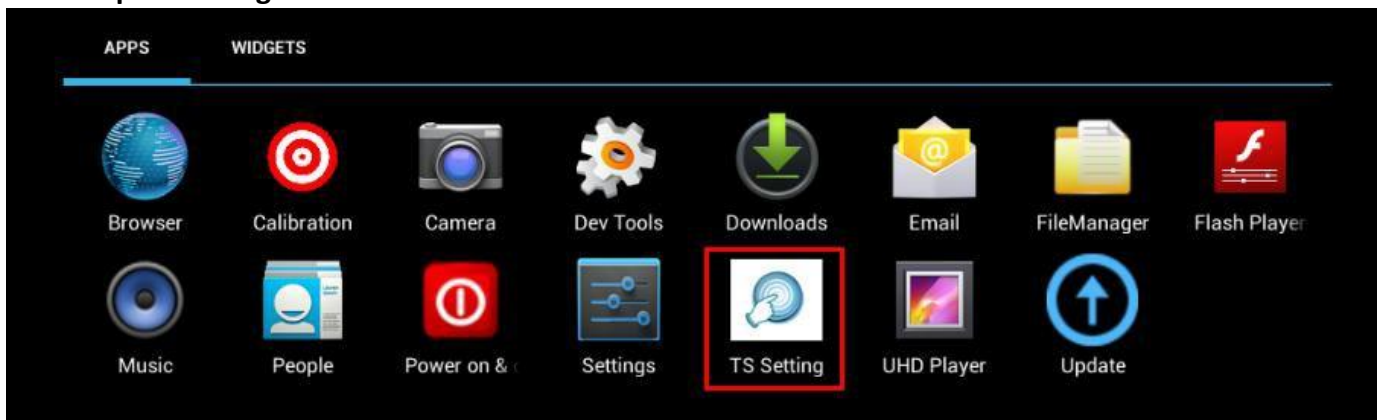 APPS WIDGETS
Browser Calibration Camera Dev Tools Downloads Email FileManager Flash Player
Music People Power on & Settings TS Setting UHD Player Update